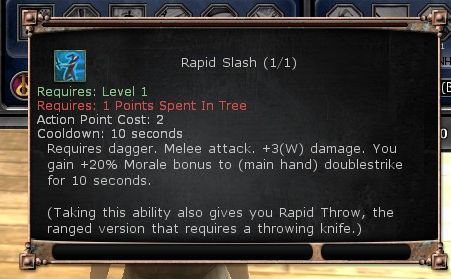 Rapid Slash (1/1)
Requires: Level 1
Requires: 1 Points Spent In Tree
Action Point Cost: 2
Cooldown: 10 seconds
Requires dagger. Melee attack. +3(W) damage. You
gain +20% Morale bonus to (main hand) doublestrike
for 10 seconds.
(Taking this ability also gives you Rapid Throw, the
ranged version that requires a throwing knife.)